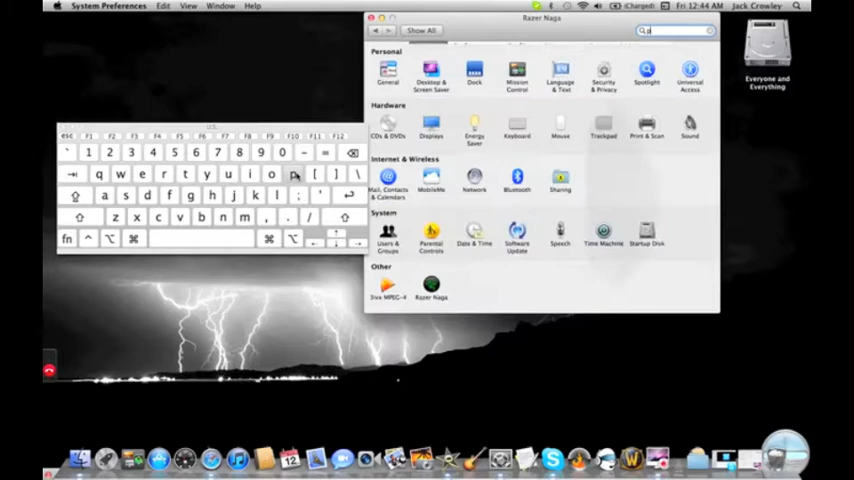 System Preferences Edit View Window Help
(Charged) Fri 12:44 AM Jack Crowley
Razer Naga
Show All
p
Everyone and
Everything
Personal
General
Desktop &
Screen Saver
Dock
Mission
Control
Language
& Text
Security
& Privacy
Spotlight
Universal
Access
Hardware
CDs & DVDs
Displays
Energy
Saver
Keyboard
Mouse
Trackpad
Print & Scan
Sound
Internet & Wireless
Mail, Contacts
& Calendars
MobileMe
Network
Bluetooth
Sharing
System
Users &
Groups
Parental
Controls
Date & Time
Software
Update
Speech
Time Machine
Startup Disk
Other
3ivx MPEG-4
Razer Naga
U.S.
esc F1 F2 F3 F4 F5 F6 F7 F8 F9 F10 F11 F12
` 1 2 3 4 5 6 7 8 9 0 - =
q w e r t y u i o p [ ] \
a s d f g h j k l ; '
z x c v b n m , . /
fn
12
W